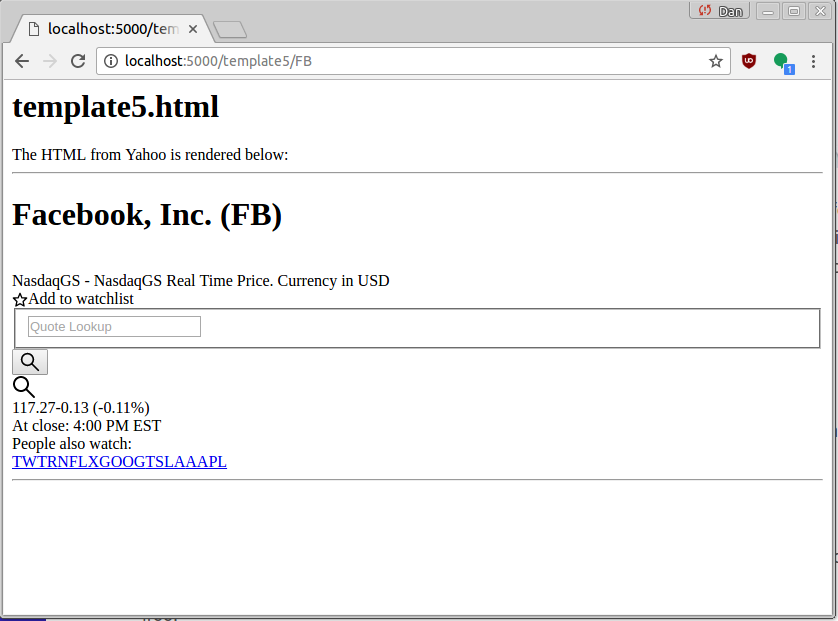 Dan
localhost:5000/tem
localhost:5000/template5/FB
1
template5.html
The HTML from Yahoo is rendered below:
Facebook, Inc. (FB)
NasdaqGS - NasdaqGS Real Time Price. Currency in USD
Add to watchlist
Quote Lookup
117.27-0.13 (-0.11%)
At close: 4:00 PM EST
People also watch:
TWTRNFLXGOOGTSLAAAPL